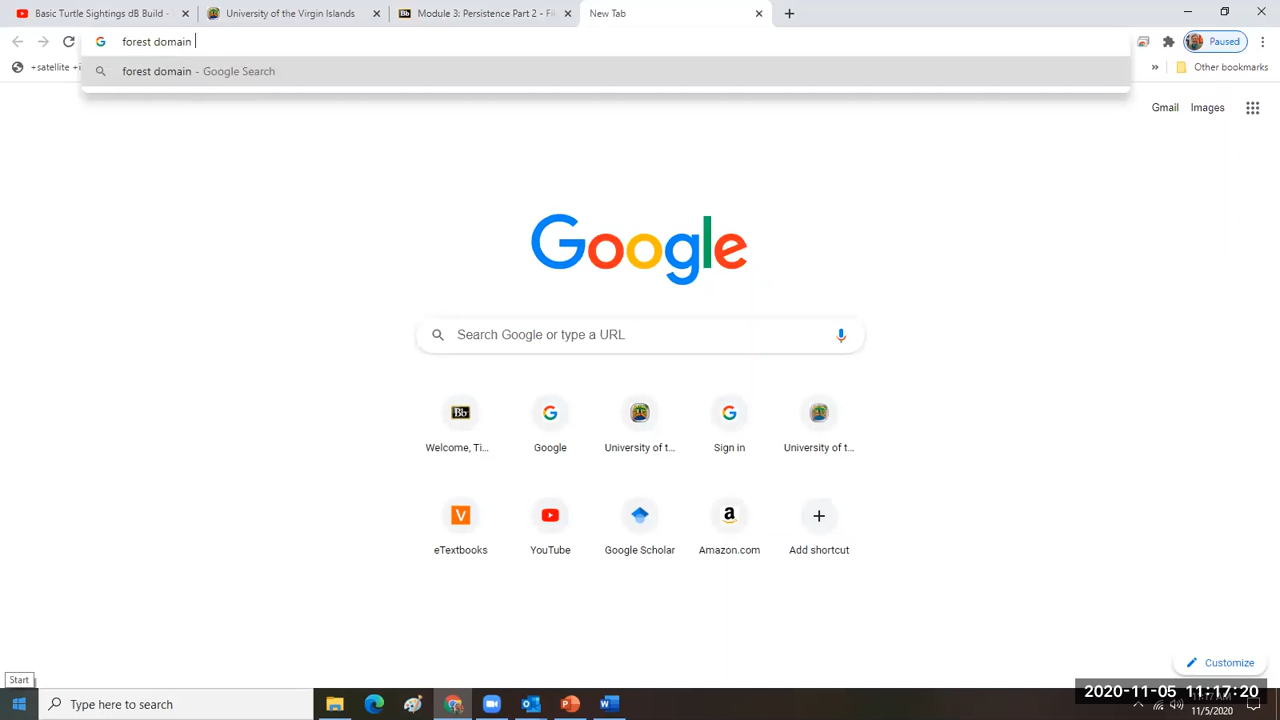 Basic Turtle Sightings dB Build -
University of the Virgin Islands
Bb Module 3: Persistence Part 2 - Fi
New Tab
forest domain
Paused
+satellite +i
forest domain - Google Search
» Other bookmarks
Gmail Images
Google
Search Google or type a URL
Bb
Welcome, Ti...
Google
University of t...
Sign in
University of t...
V
a
eTextbooks
YouTube
Google Scholar
Amazon.com
Add shortcut
Customize
Start
Type here to search
2020-11-05 11:17:20
11/5/2020